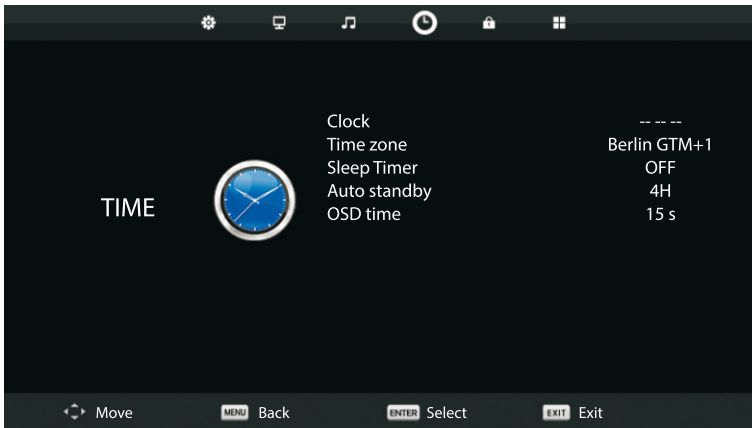 Clock -- -- --
Time zone Berlin GTM+1
Sleep Timer OFF
Auto standby 4H
TIME
OSD time 15 s
Move MENU Back ENTER Select EXIT Exit